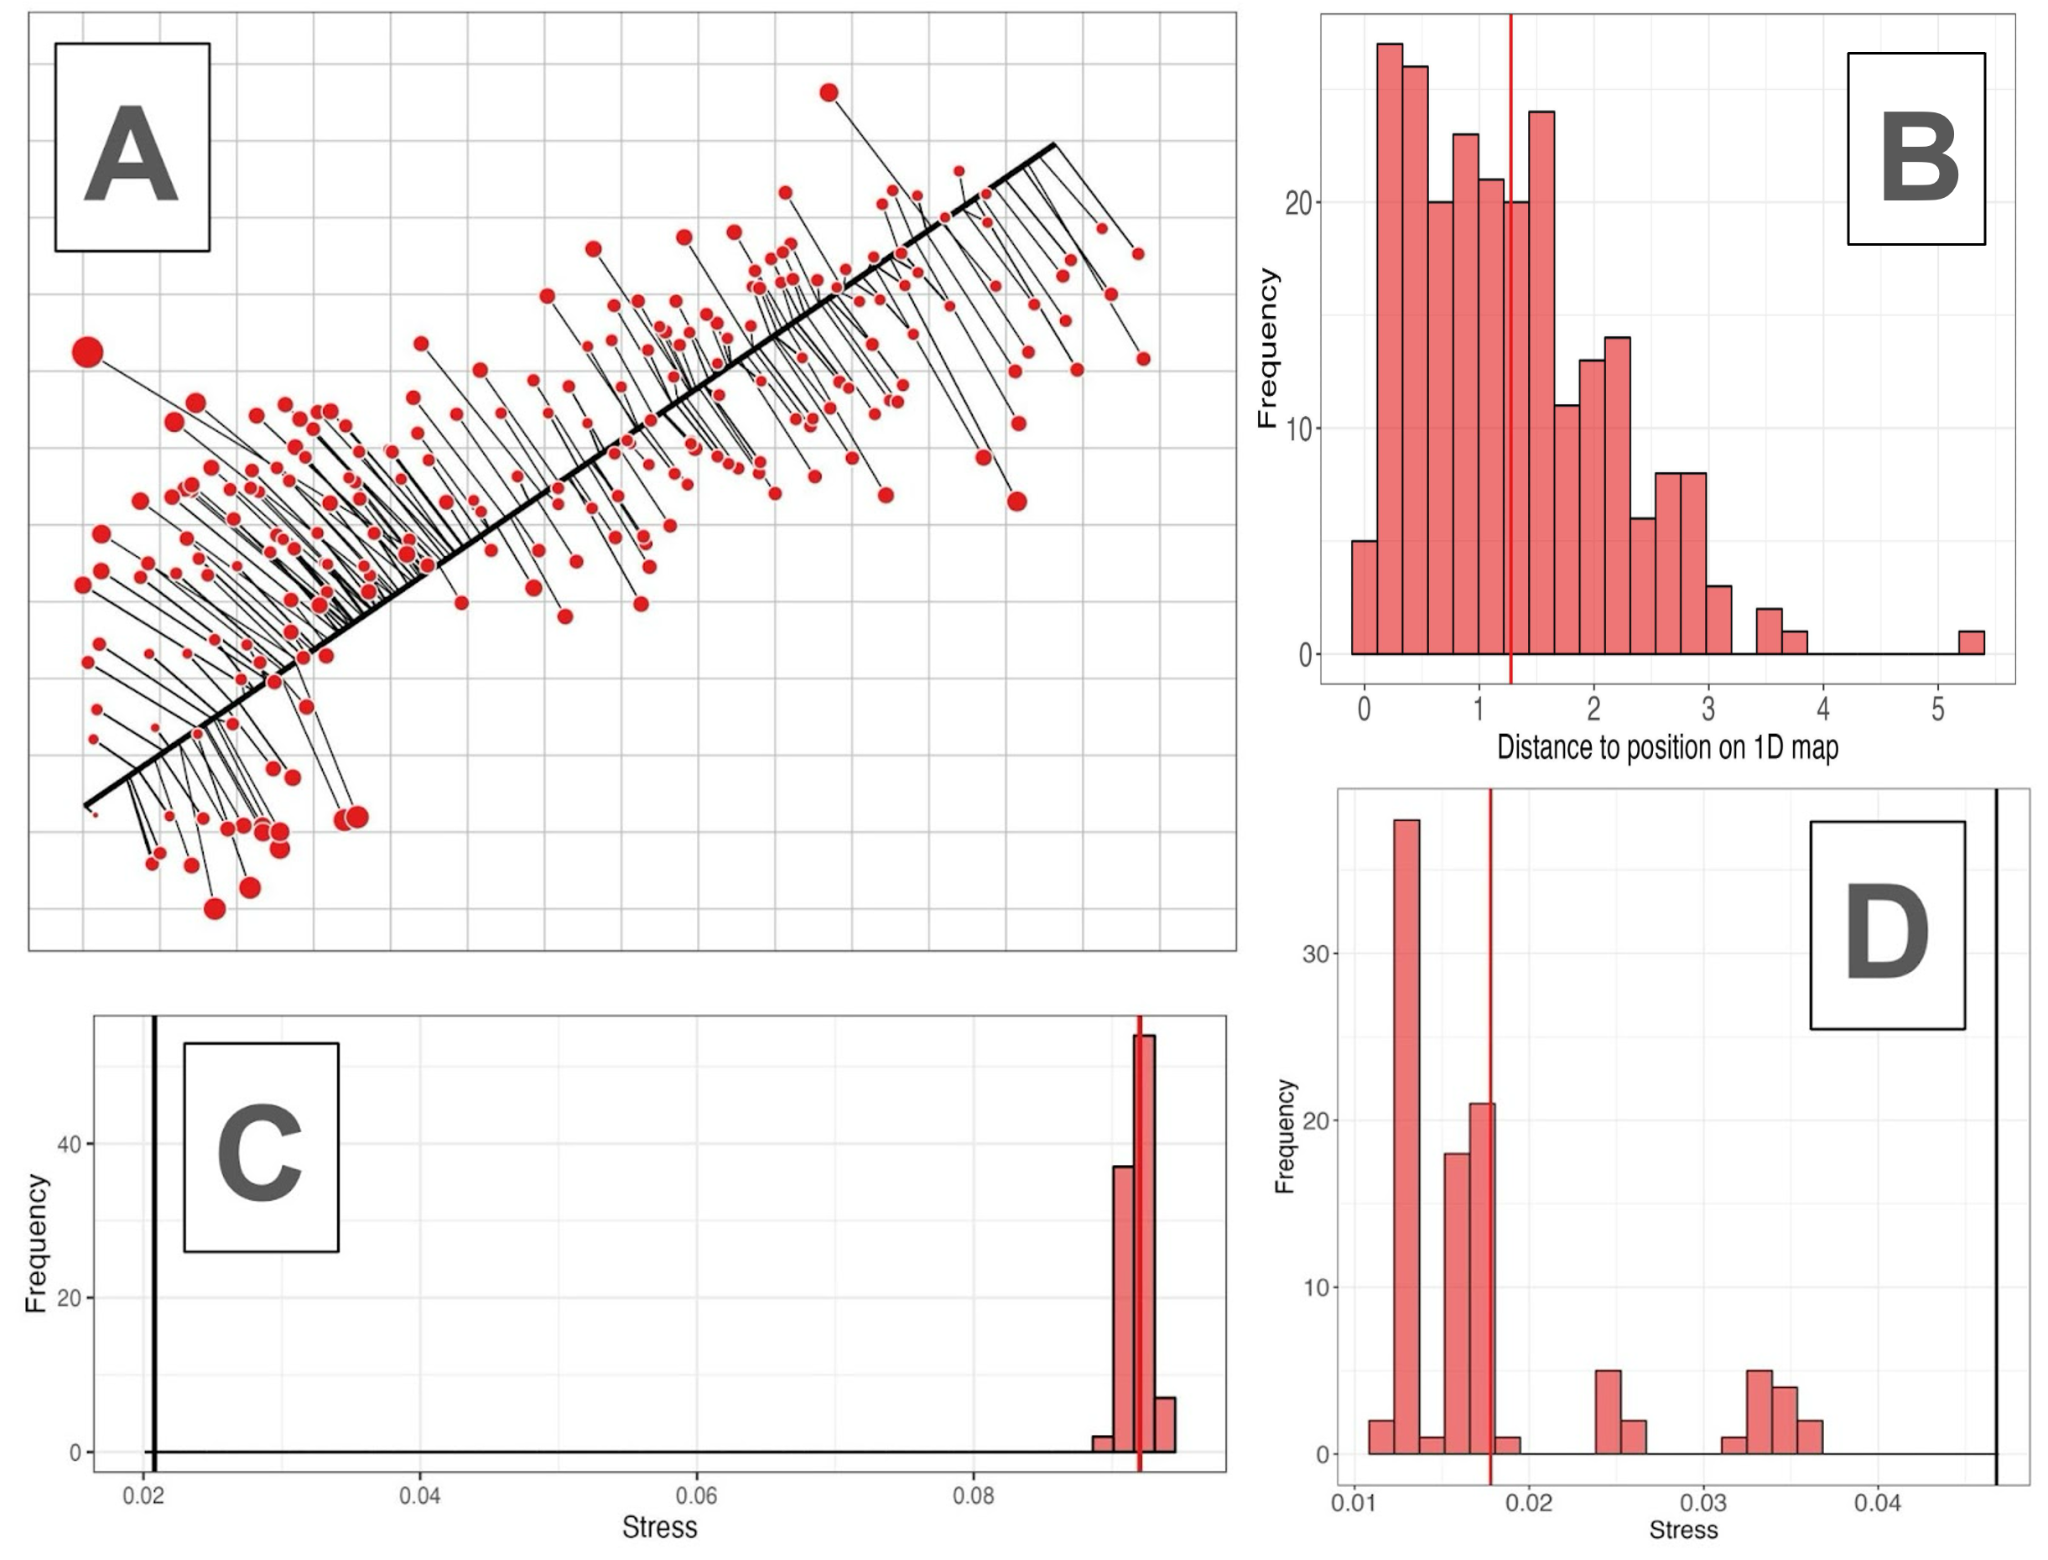 A
B
Frequency
20
10
0
0 1 2 3 4 5
Distance to position on 1D map
C
Frequency
40
20
0
0.02 0.04 0.06 0.08
Stress
D
Frequency
30
20
10
0
0.01 0.02 0.03 0.04
Stress